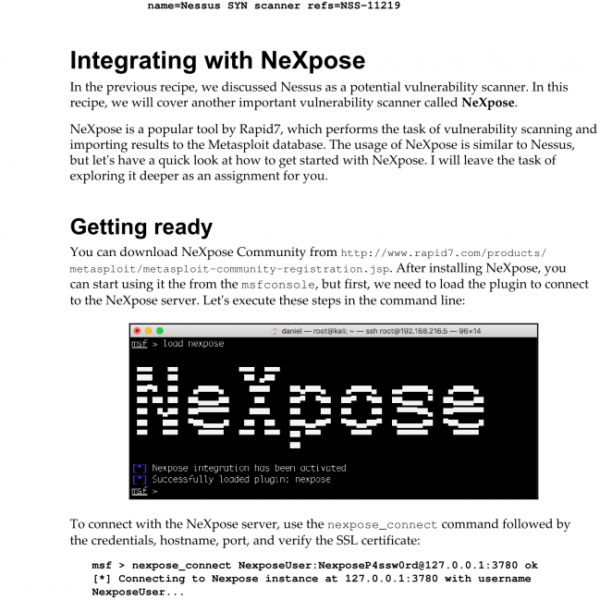 name=Nessus SYN scanner refs=NSS-11219
Integrating with NeXpose
In the previous recipe, we discussed Nessus as a potential vulnerability scanner. In this
recipe, we will cover another important vulnerability scanner called NeXpose.
NeXpose is a popular tool by Rapid7, which performs the task of vulnerability scanning and
importing results to the Metasploit database. The usage of NeXpose is similar to Nessus,
but let's have a quick look at how to get started with NeXpose. I will leave the task of
exploring it deeper as an assignment for you.
Getting ready
You can download NeXpose Community from http://www.rapid7.com/products/
metasploit/metasploit-community-registration.jsp. After installing NeXpose, you
can start using it the from the msfconsole, but first, we need to load the plugin to connect
to the NeXpose server. Let's execute these steps in the command line:
daniel — root@kali: ~ — ssh root@192.168.216.5 — 96×14
msf > load nexpose
NeXpose
[*] Nexpose integration has been activated
[*] Successfully loaded plugin: nexpose
msf >
To connect with the NeXpose server, use the nexpose_connect command followed by
the credentials, hostname, port, and verify the SSL certificate:
msf > nexpose_connect NexposeUser:NexposeP4ssw0rd@127.0.0.1:3780 ok
[*] Connecting to Nexpose instance at 127.0.0.1:3780 with username
NexposeUser...